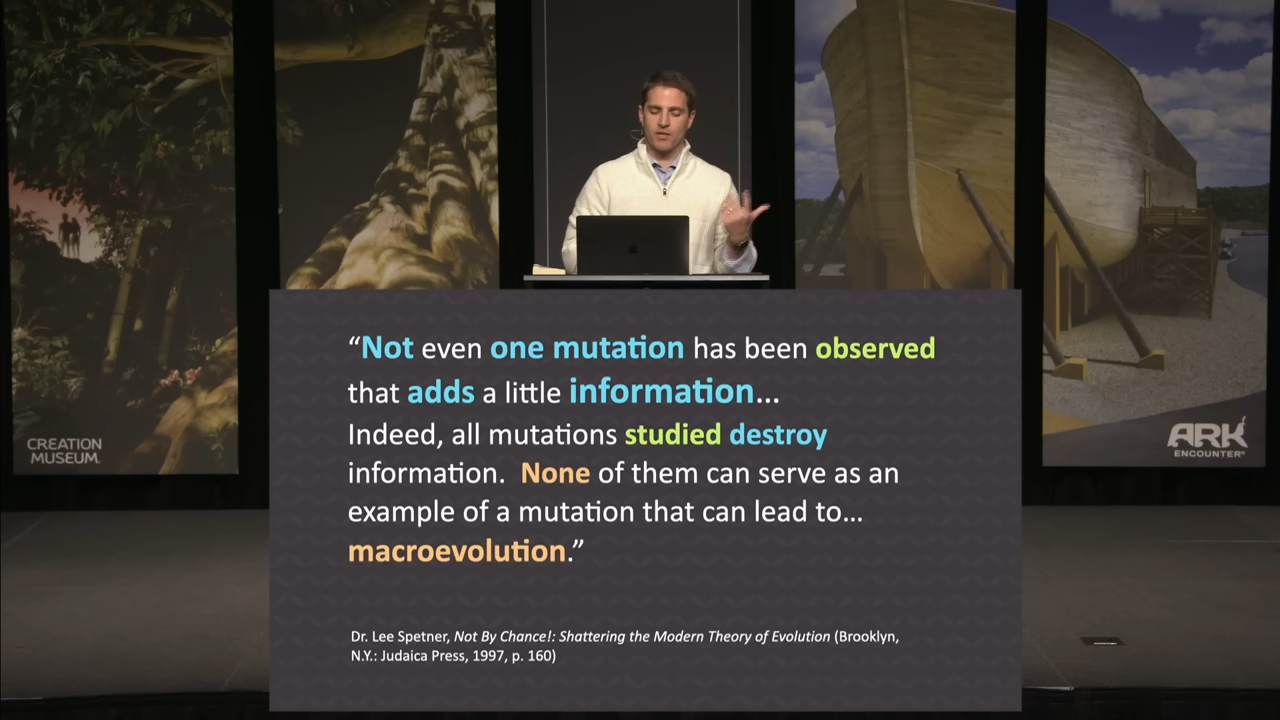 “Not even one mutation has been observed
that adds a little information...
Indeed, all mutations studied destroy
information. None of them can serve as an
example of a mutation that can lead to...
macroevolution.”
Dr. Lee Spetner, Not By Chance!: Shattering the Modern Theory of Evolution (Brooklyn,
N.Y.: Judaica Press, 1997, p. 160)
CREATION
MUSEUM.
ARK
ENCOUNTER®